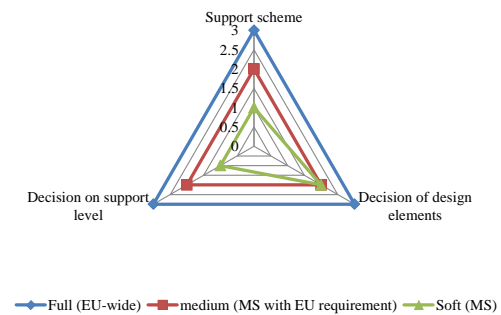 Support scheme
3
2.5
2
1.5
1
0.5
0
Decision on support
level
Decision of design
elements
Full (EU-wide) medium (MS with EU requirement) Soft (MS)